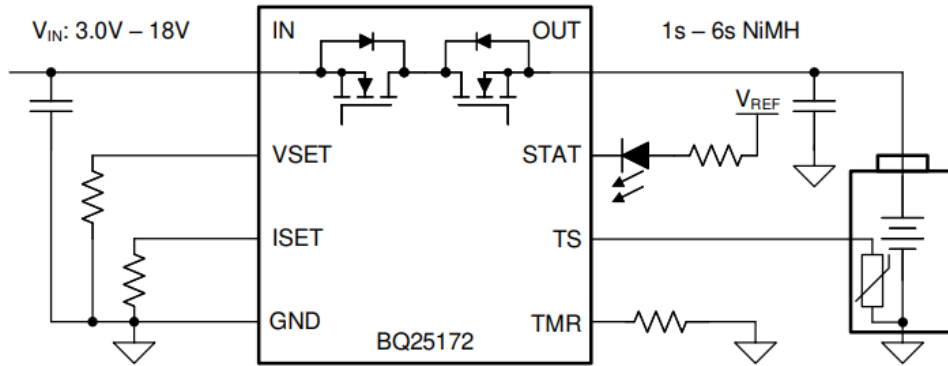 VIN: 3.0V – 18V
IN
OUT
1s – 6s NiMH
VREF
VSET
STAT
ISET
TS
GND
TMR
BQ25172